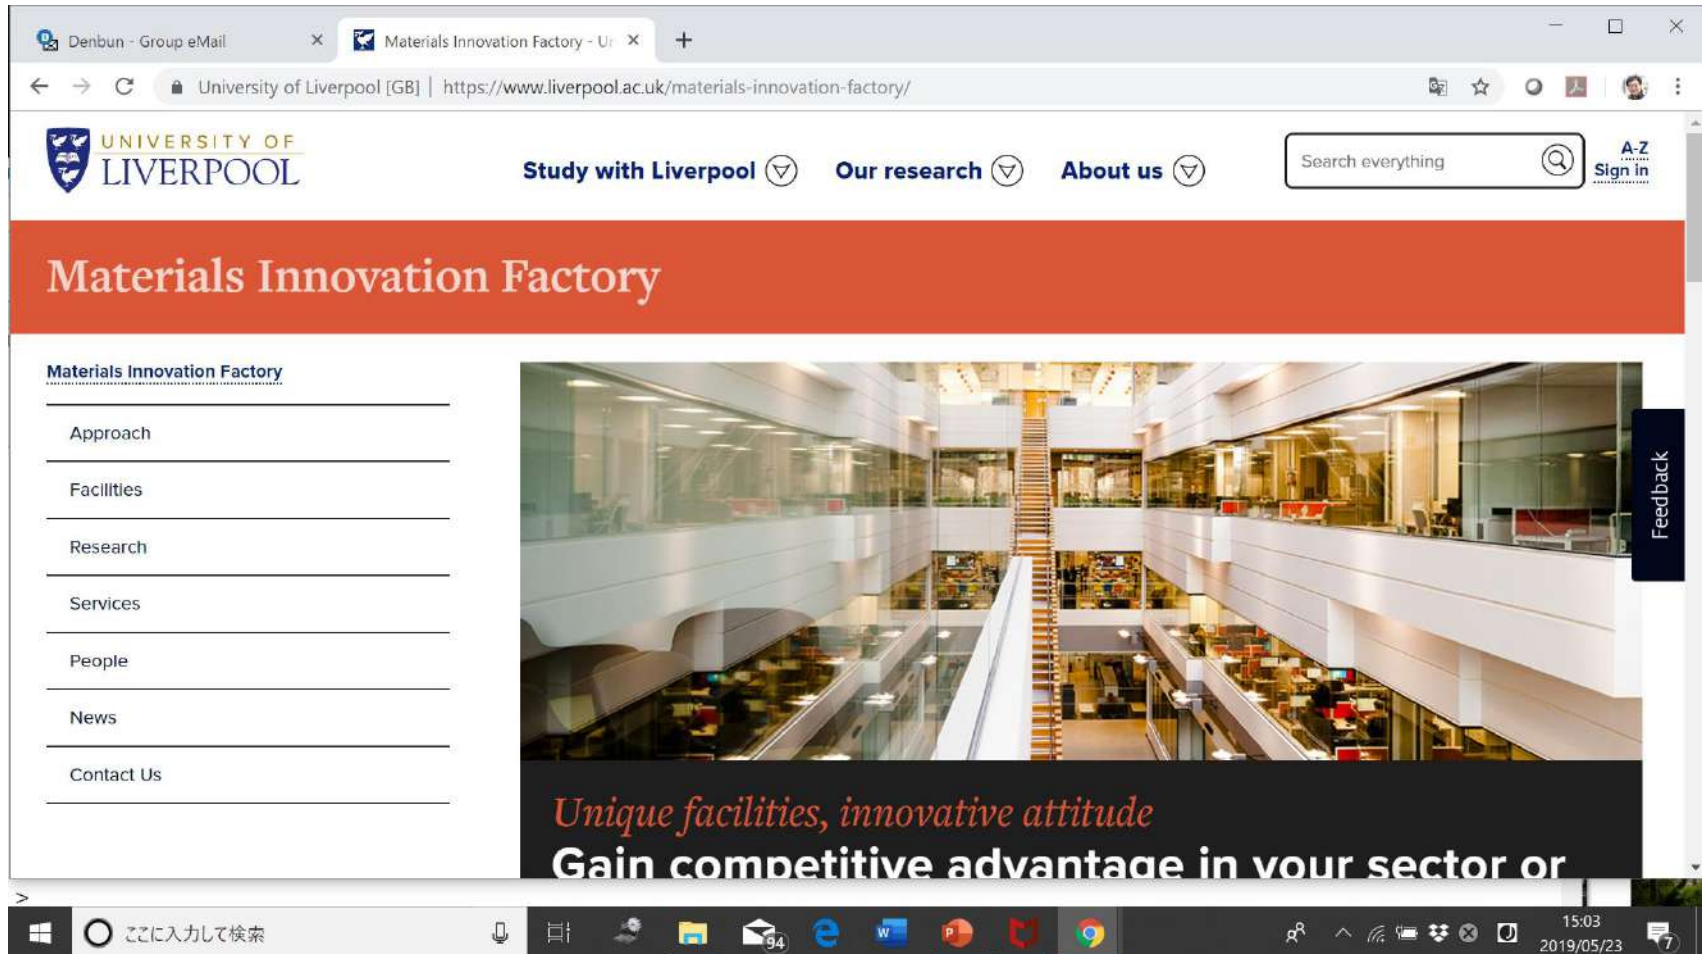 Denbun - Group eMail
Materials Innovation Factory - Ur
University of Liverpool [GB] | https://www.liverpool.ac.uk/materials-innovation-factory/
UNIVERSITY OF
LIVERPOOL
Study with Liverpool
Our research
About us
Search everything
A-Z
Sign in
Materials Innovation Factory
Materials Innovation Factory
Approach
Facilities
Research
Services
People
News
Contact Us
Feedback
Unique facilities, innovative attitude
Gain competitive advantage in your sector or
>
ここに入力して検索
94
15:03
2019/05/23
7